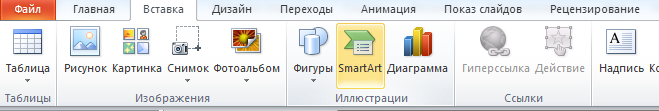 Файл Главная Вставка Дизайн Переходы Анимация Показ слайдов Рецензирование
Таблица Рисунок Картинка Снимок Фотоальбом Фигуры SmartArt Диаграмма Гиперссылка Действие Надпись
Таблицы Изображения Иллюстрации Ссылки